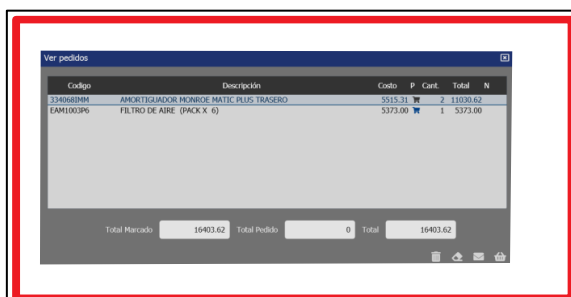 Ver pedidos
Codigo Descripción Costo P Cant. Total N
334068IMM AMORTIGUADOR MONROE MATIC PLUS TRASERO 5515.31 2 11030.62
EAM1003P6 FILTRO DE AIRE (PACK X 6) 5373.00 1 5373.00
Total Marcado 16403.62 Total Pedido 0 Total 16403.62